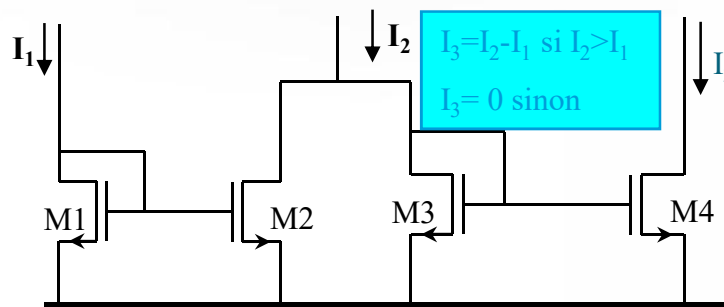 I₁
I₂
I₃=I₂-I₁ si I₂>I₁
I₃= 0 sinon
I
M1
M2
M3
M4